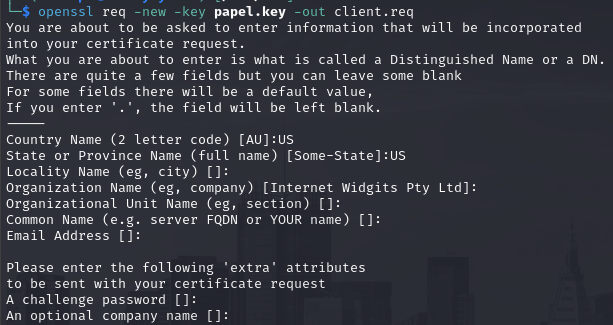 └─$ openssl req -new -key papel.key -out client.req
You are about to be asked to enter information that will be incorporated
into your certificate request.
What you are about to enter is what is called a Distinguished Name or a DN.
There are quite a few fields but you can leave some blank
For some fields there will be a default value,
If you enter '.', the field will be left blank.
-----
Country Name (2 letter code) [AU]:US
State or Province Name (full name) [Some-State]:US
Locality Name (eg, city) []:
Organization Name (eg, company) [Internet Widgits Pty Ltd]:
Organizational Unit Name (eg, section) []:
Common Name (e.g. server FQDN or YOUR name) []:
Email Address []:

Please enter the following 'extra' attributes
to be sent with your certificate request
A challenge password []:
An optional company name []: